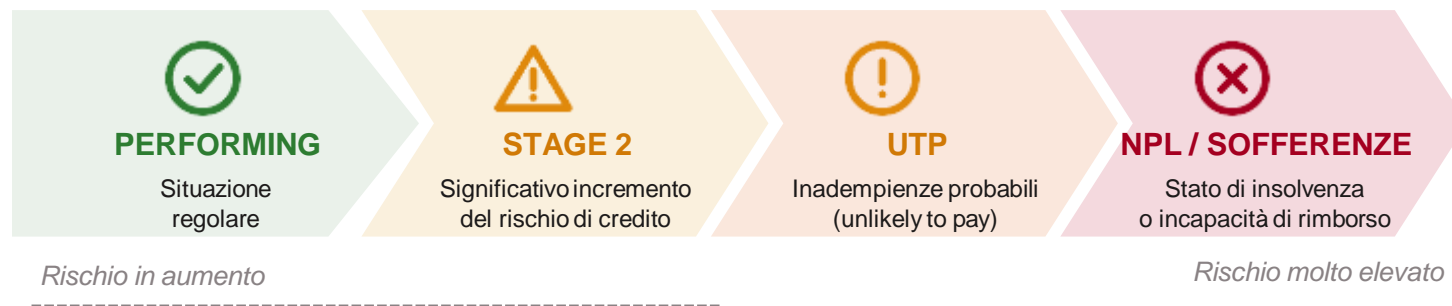 PERFORMING
Situazione
regolare
STAGE 2
Significativo incremento
del rischio di credito
UTP
Inadempienze probabili
(unlikely to pay)
NPL / SOFFERENZE
Stato di insolvenza
o incapacità di rimborso
Rischio in aumento
Rischio molto elevato